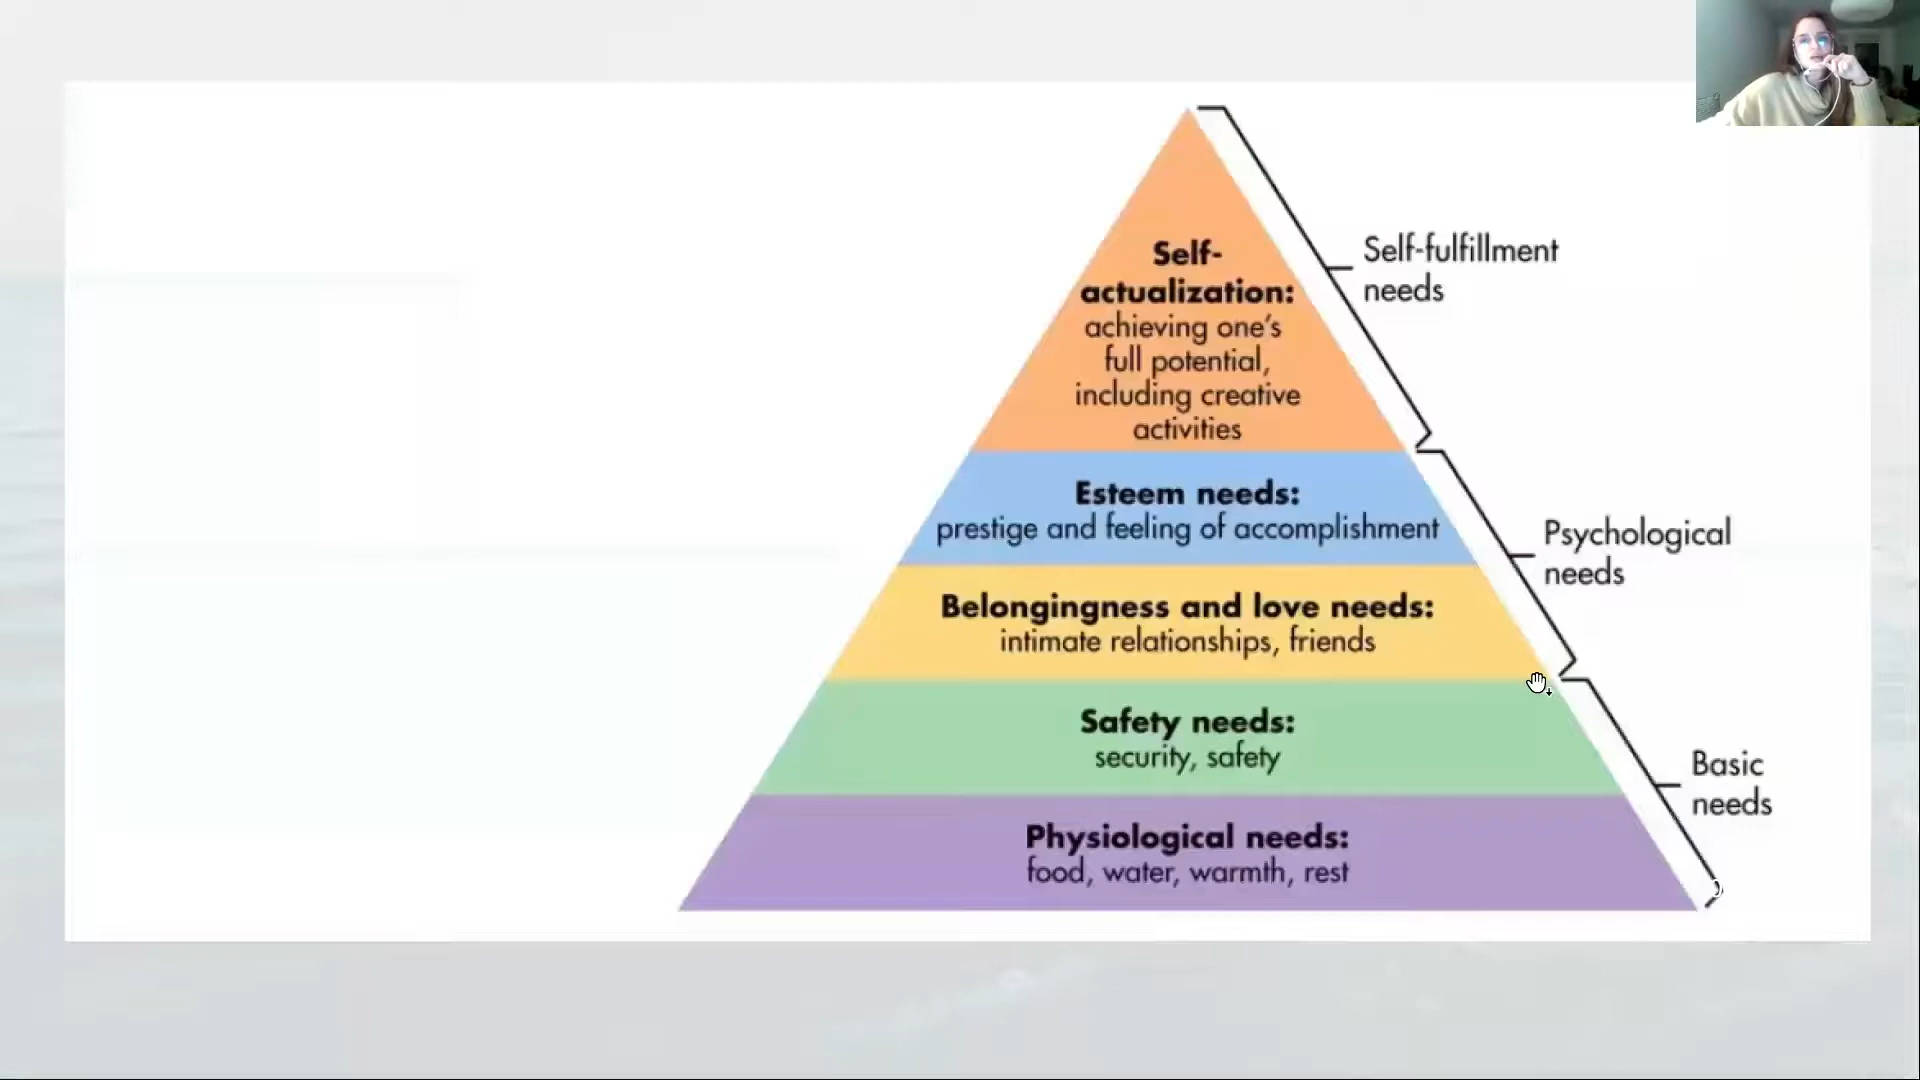 Self-
actualization:
achieving one's
full potential,
including creative
activities
Self-fulfillment
needs
Esteem needs:
prestige and feeling of accomplishment
Psychological
needs
Belongingness and love needs:
intimate relationships, friends
Safety needs:
security, safety
Basic
needs
Physiological needs:
food, water, warmth, rest